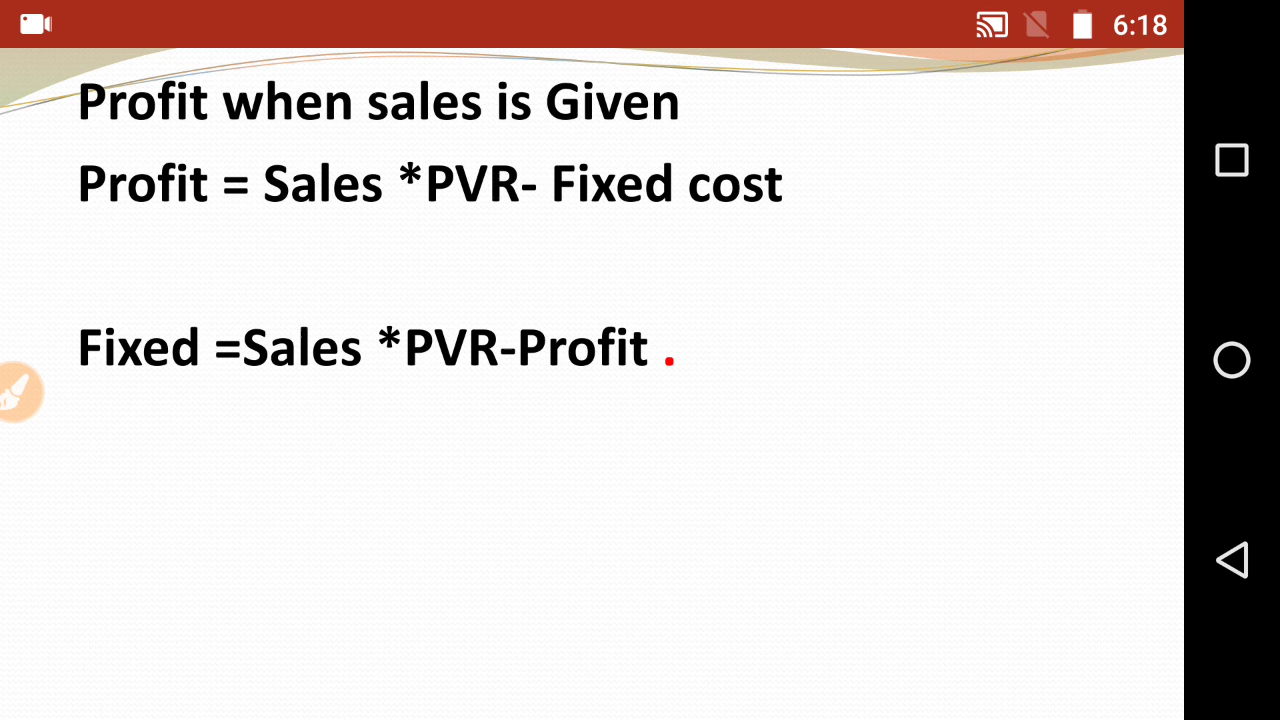 6:18
Profit when sales is Given
Profit = Sales *PVR- Fixed cost
Fixed =Sales *PVR-Profit .